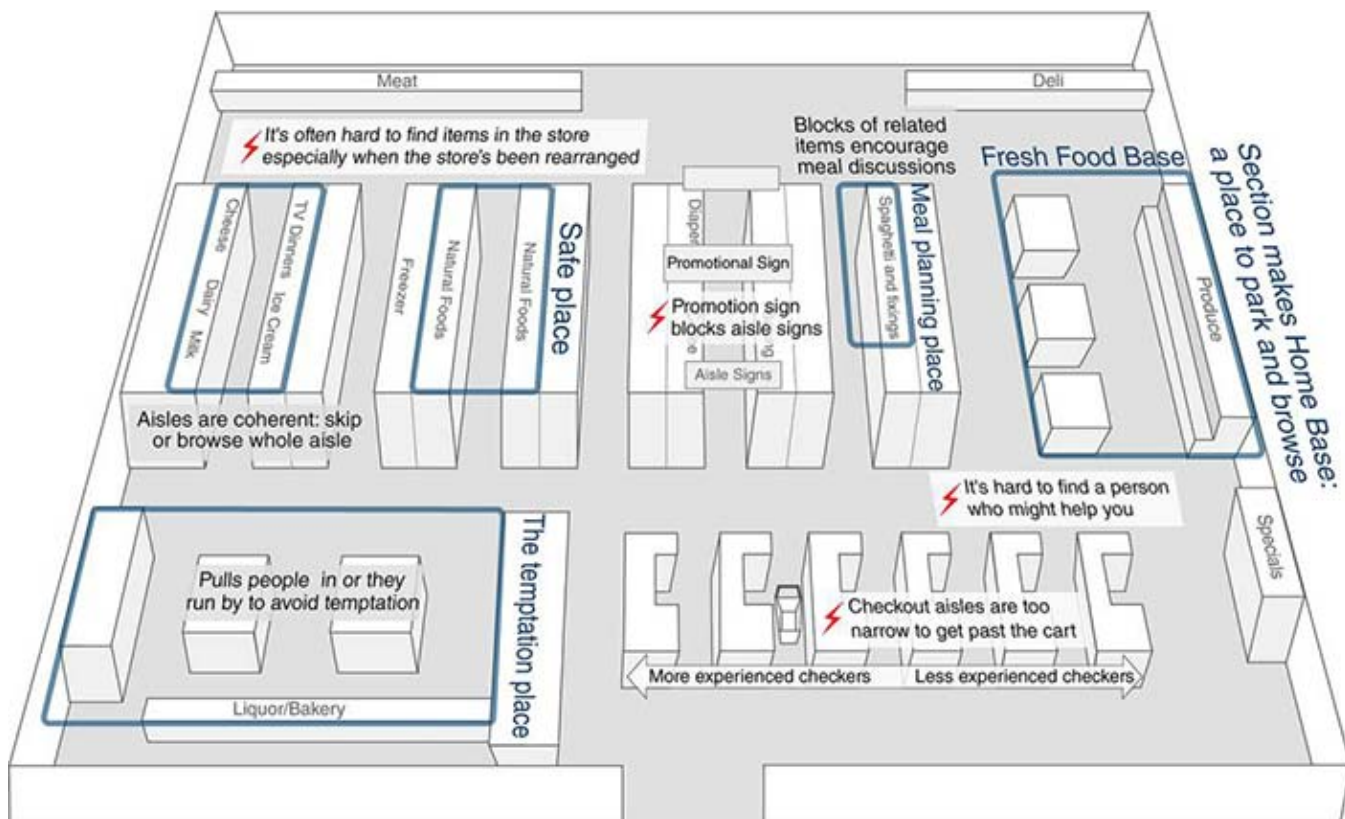 Meat
Deli
It's often hard to find items in the store
especially when the store's been rearranged
Blocks of related
items encourage
meal discussions
Fresh Food Base
Section makes Home Base:
a place to park and browse
Cheese
Dairy
Milk
TV Dinners
Ice Cream
Freezer
Natural Foods
Natural Foods
Safe place
Promotional Sign
Promotion sign
blocks aisle signs
Aisle Signs
Spaghetti and fixings
Meal planning place
Produce
Aisles are coherent: skip
or browse whole aisle
It's hard to find a person
who might help you
Specials
Pulls people in or they
run by to avoid temptation
The temptation place
Liquor/Bakery
Checkout aisles are too
narrow to get past the cart
More experienced checkers
Less experienced checkers